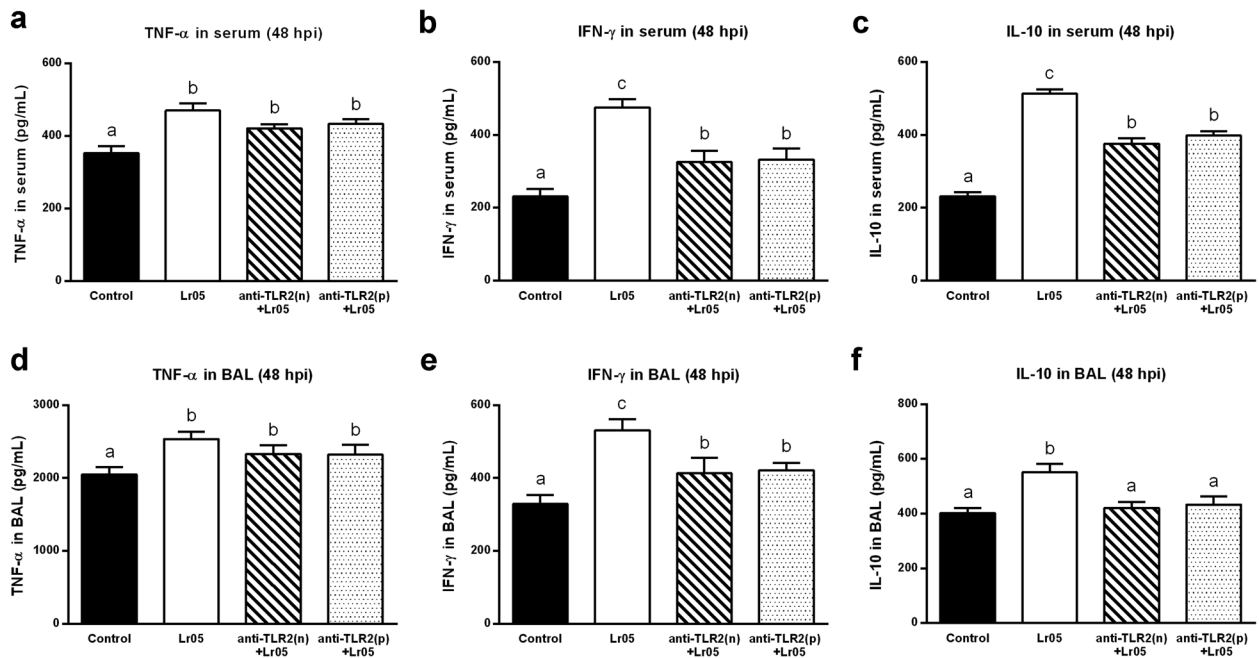 a
TNF-α in serum (48 hpi)
TNF-α in serum (pg/mL)
600
400
200
0
a
b
b
b
Control
Lr05
anti-TLR2(n)
+Lr05
anti-TLR2(p)
+Lr05
b
IFN-γ in serum (48 hpi)
IFN-γ in serum (pg/mL)
600
400
200
0
a
c
b
b
Control
Lr05
anti-TLR2(n)
+Lr05
anti-TLR2(p)
+Lr05
c
IL-10 in serum (48 hpi)
IL-10 in serum (pg/mL)
600
400
200
0
a
c
b
b
Control
Lr05
anti-TLR2(n)
+Lr05
anti-TLR2(p)
+Lr05
d
TNF-α in BAL (48 hpi)
TNF-α in BAL (pg/mL)
3000
2000
1000
0
a
b
b
b
Control
Lr05
anti-TLR2(n)
+Lr05
anti-TLR2(p)
+Lr05
e
IFN-γ in BAL (48 hpi)
IFN-γ in BAL (pg/mL)
600
400
200
0
a
c
b
b
Control
Lr05
anti-TLR2(n)
+Lr05
anti-TLR2(p)
+Lr05
f
IL-10 in BAL (48 hpi)
IL-10 in BAL (pg/mL)
800
600
400
200
0
a
b
a
a
Control
Lr05
anti-TLR2(n)
+Lr05
anti-TLR2(p)
+Lr05